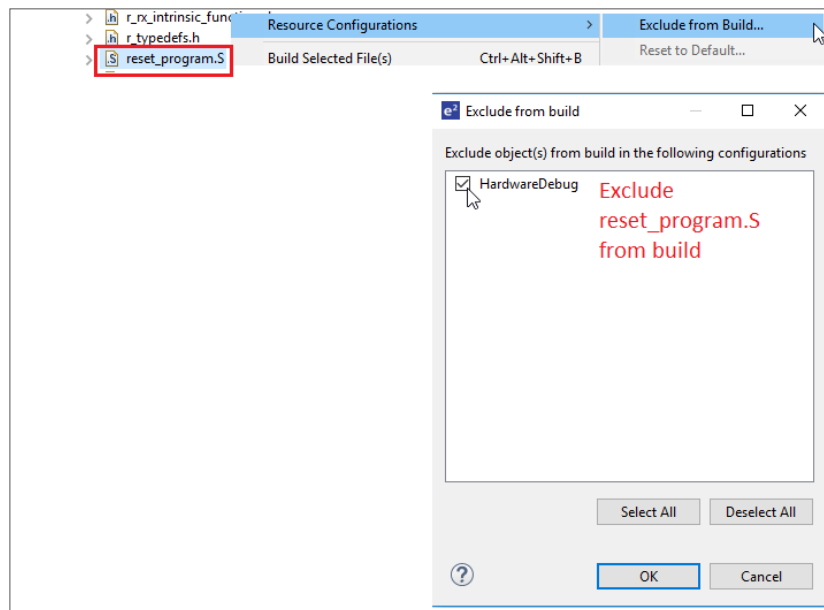 r_rx_intrinsic_func
Resource Configurations
Exclude from Build...
r_typedefs.h
Reset to Default...
reset_program.S
Build Selected File(s)
Ctrl+Alt+Shift+B
e² Exclude from build
Exclude object(s) from build in the following configurations
HardwareDebug
Exclude
reset_program.S
from build
Select All
Deselect All
OK
Cancel